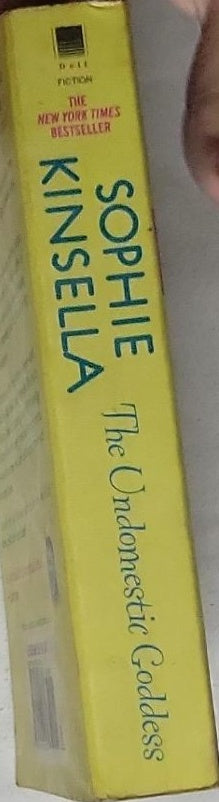 Dell
FICTION
THE
NEW YORK TIMES
BESTSELLER
SOPHIE
KINSELLA
The Undomestic Goddess